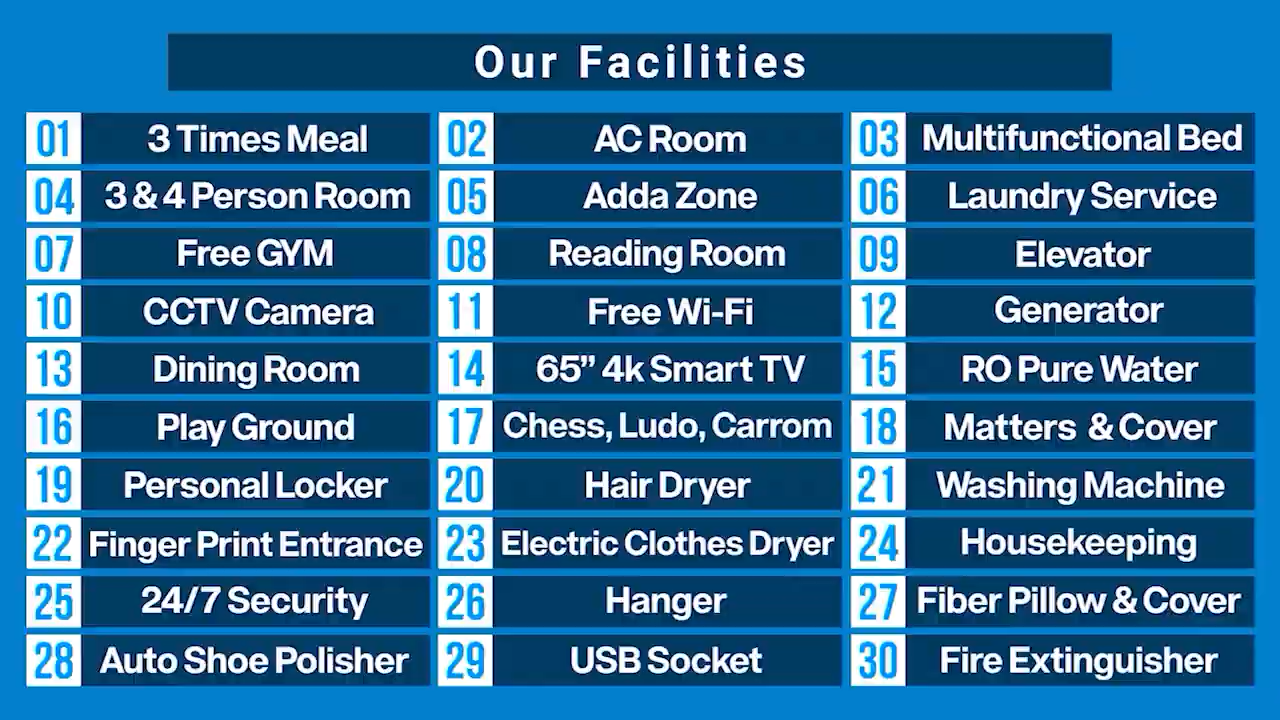 Our Facilities
01 3 Times Meal
02 AC Room
03 Multifunctional Bed
04 3 & 4 Person Room
05 Adda Zone
06 Laundry Service
07 Free GYM
08 Reading Room
09 Elevator
10 CCTV Camera
11 Free Wi-Fi
12 Generator
13 Dining Room
14 65” 4k Smart TV
15 RO Pure Water
16 Play Ground
17 Chess, Ludo, Carrom
18 Matters & Cover
19 Personal Locker
20 Hair Dryer
21 Washing Machine
22 Finger Print Entrance
23 Electric Clothes Dryer
24 Housekeeping
25 24/7 Security
26 Hanger
27 Fiber Pillow & Cover
28 Auto Shoe Polisher
29 USB Socket
30 Fire Extinguisher